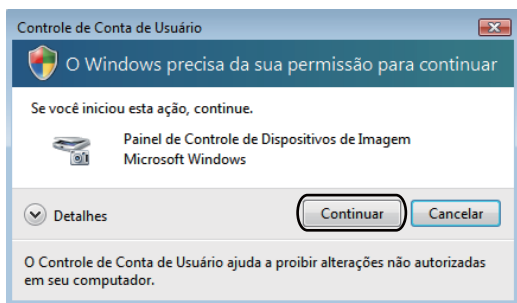 Controle de Conta de Usuário
O Windows precisa da sua permissão para continuar
Se você iniciou esta ação, continue.
Painel de Controle de Dispositivos de Imagem
Microsoft Windows
Detalhes
Continuar
Cancelar
O Controle de Conta de Usuário ajuda a proibir alterações não autorizadas
em seu computador.